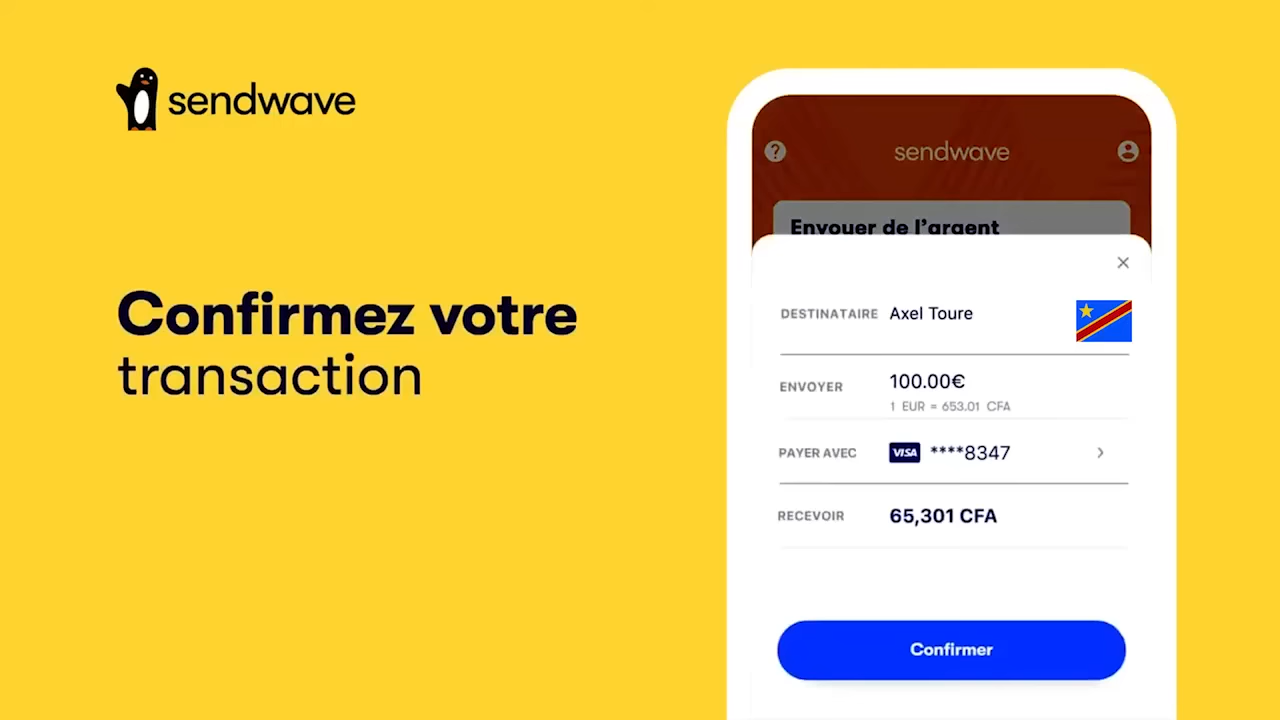 sendwave
Confirmez votre
transaction
sendwave
Envoyer de l'argent
DESTINATAIRE Axel Toure
ENVOYER 100.00€
1 EUR = 653.01 CFA
PAYER AVEC VISA ****8347
RECEVOIR 65,301 CFA
Confirmer